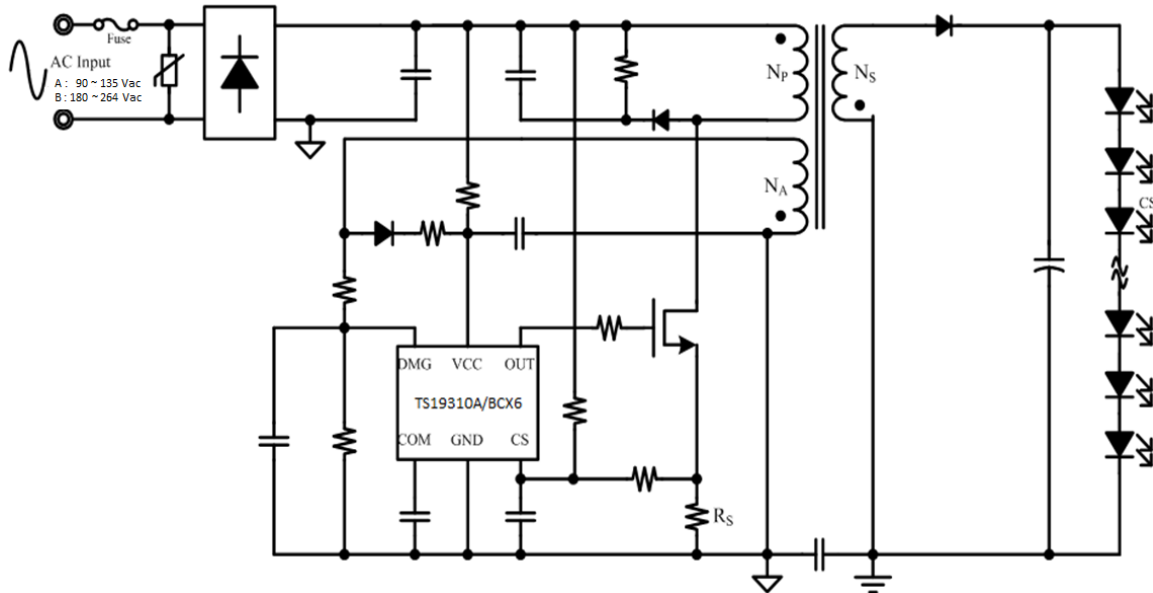 Fuse
AC Input
A : 90 ~ 135 Vac
B : 180 ~ 264 Vac
NP
NS
NA
CS
DMG VCC OUT
TS19310A/BCX6
COM GND CS
RS